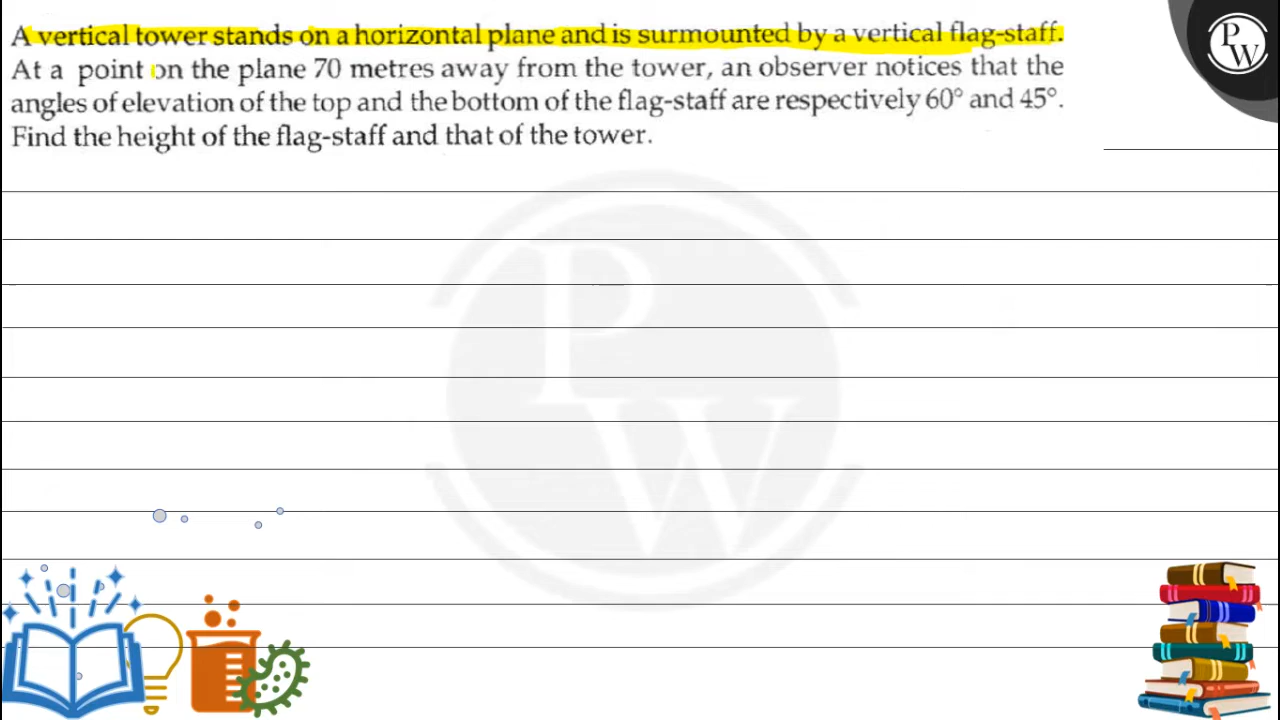 A vertical tower stands on a horizontal plane and is surmounted by a vertical flag-staff.
At a point on the plane 70 metres away from the tower, an observer notices that the
angles of elevation of the top and the bottom of the flag-staff are respectively 60° and 45°.
Find the height of the flag-staff and that of the tower.
P
W
P
W